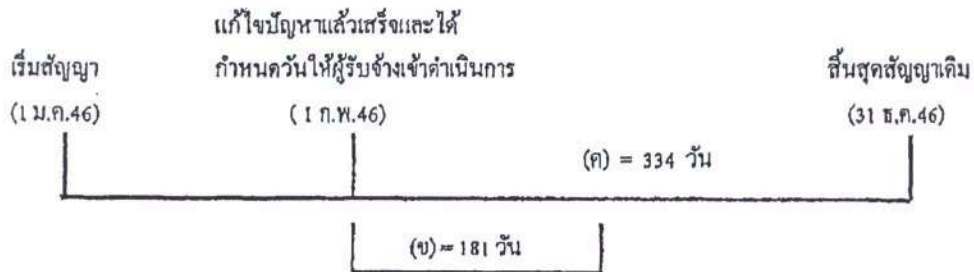 แก้ไขปัญหาแล้วเสร็จและได้
เริ่มสัญญา กำหนดวันให้ผู้รับจ้างเข้าดำเนินการ สิ้นสุดสัญญาเดิม
(1 ม.ค.46) ( 1 ก.พ.46) (31 ธ.ค.46)
(ค) = 334 วัน
(ข) = 181 วัน